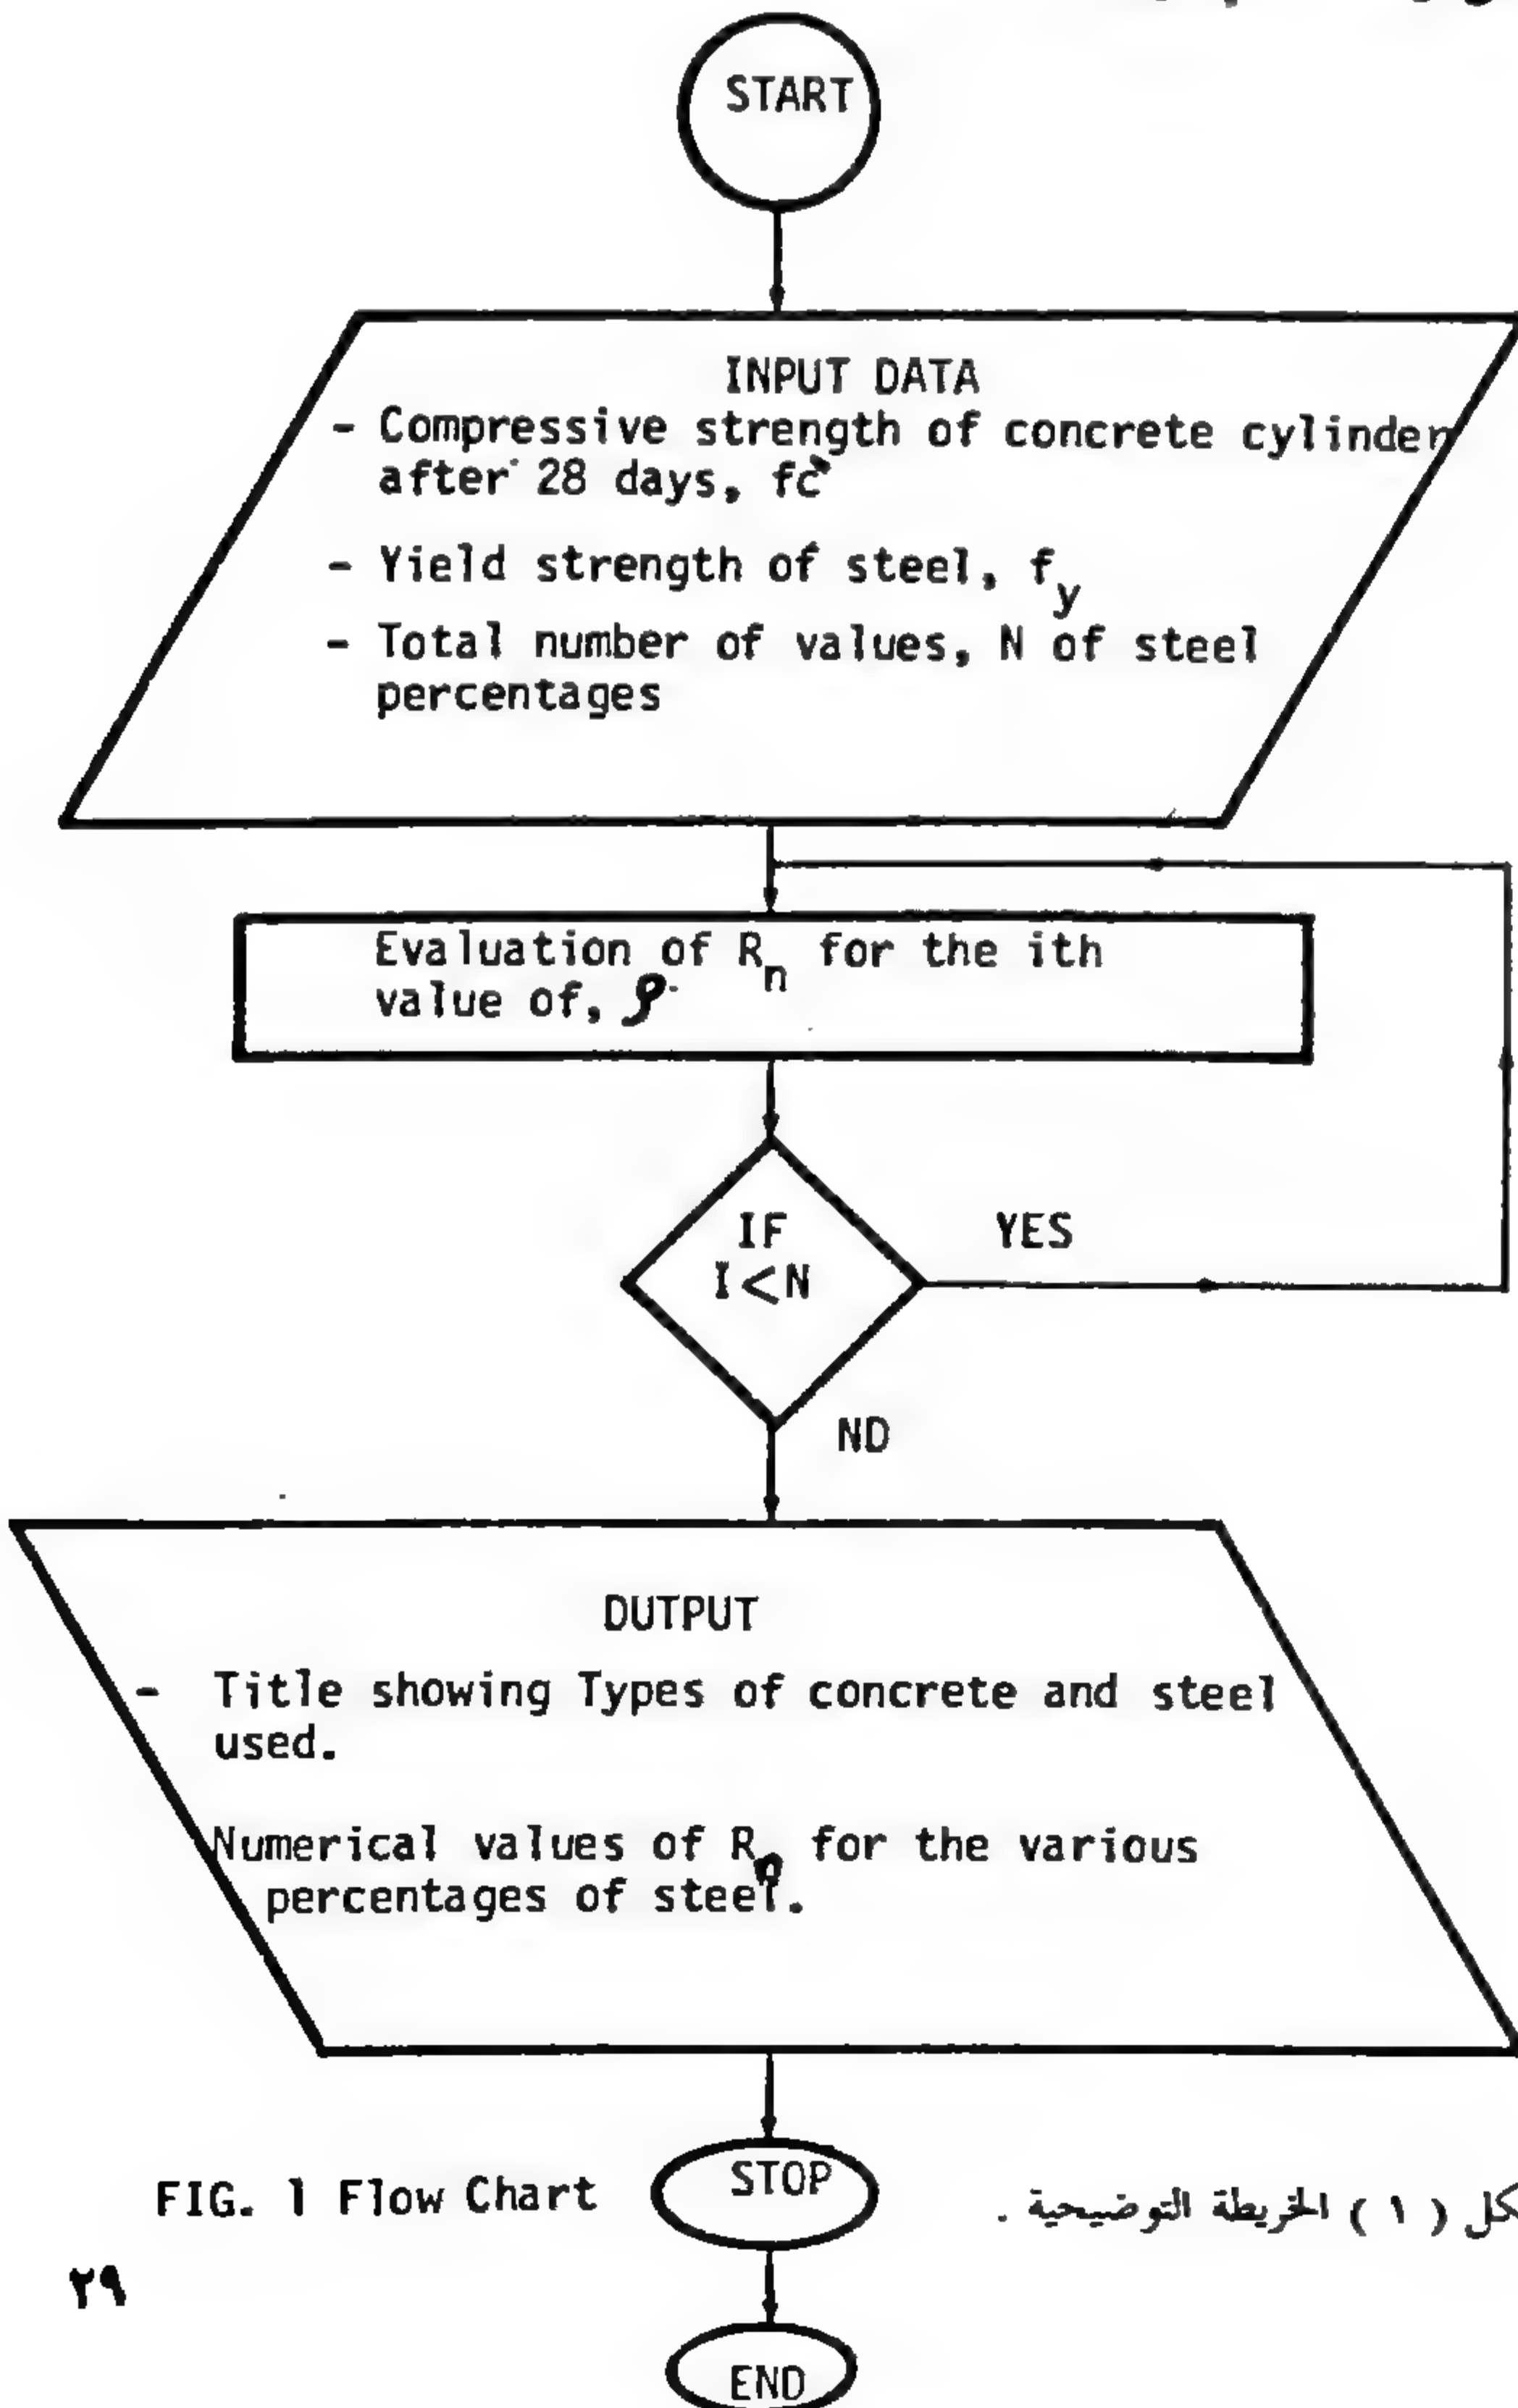 START
INPUT DATA
- Compressive strength of concrete cylinder
after 28 days, fc'
- Yield strength of steel, f_y
- Total number of values, N of steel
percentages
Evaluation of R_n for the ith
value of, ρ
IF
I<N
YES
ND
DUTPUT
- Title showing Types of concrete and steel
used.
Numerical values of R_n for the various
percentages of steel.
STOP
FIG. 1 Flow Chart
كل ( ١ ) الخريطة التوضيحية .
٢٩
END